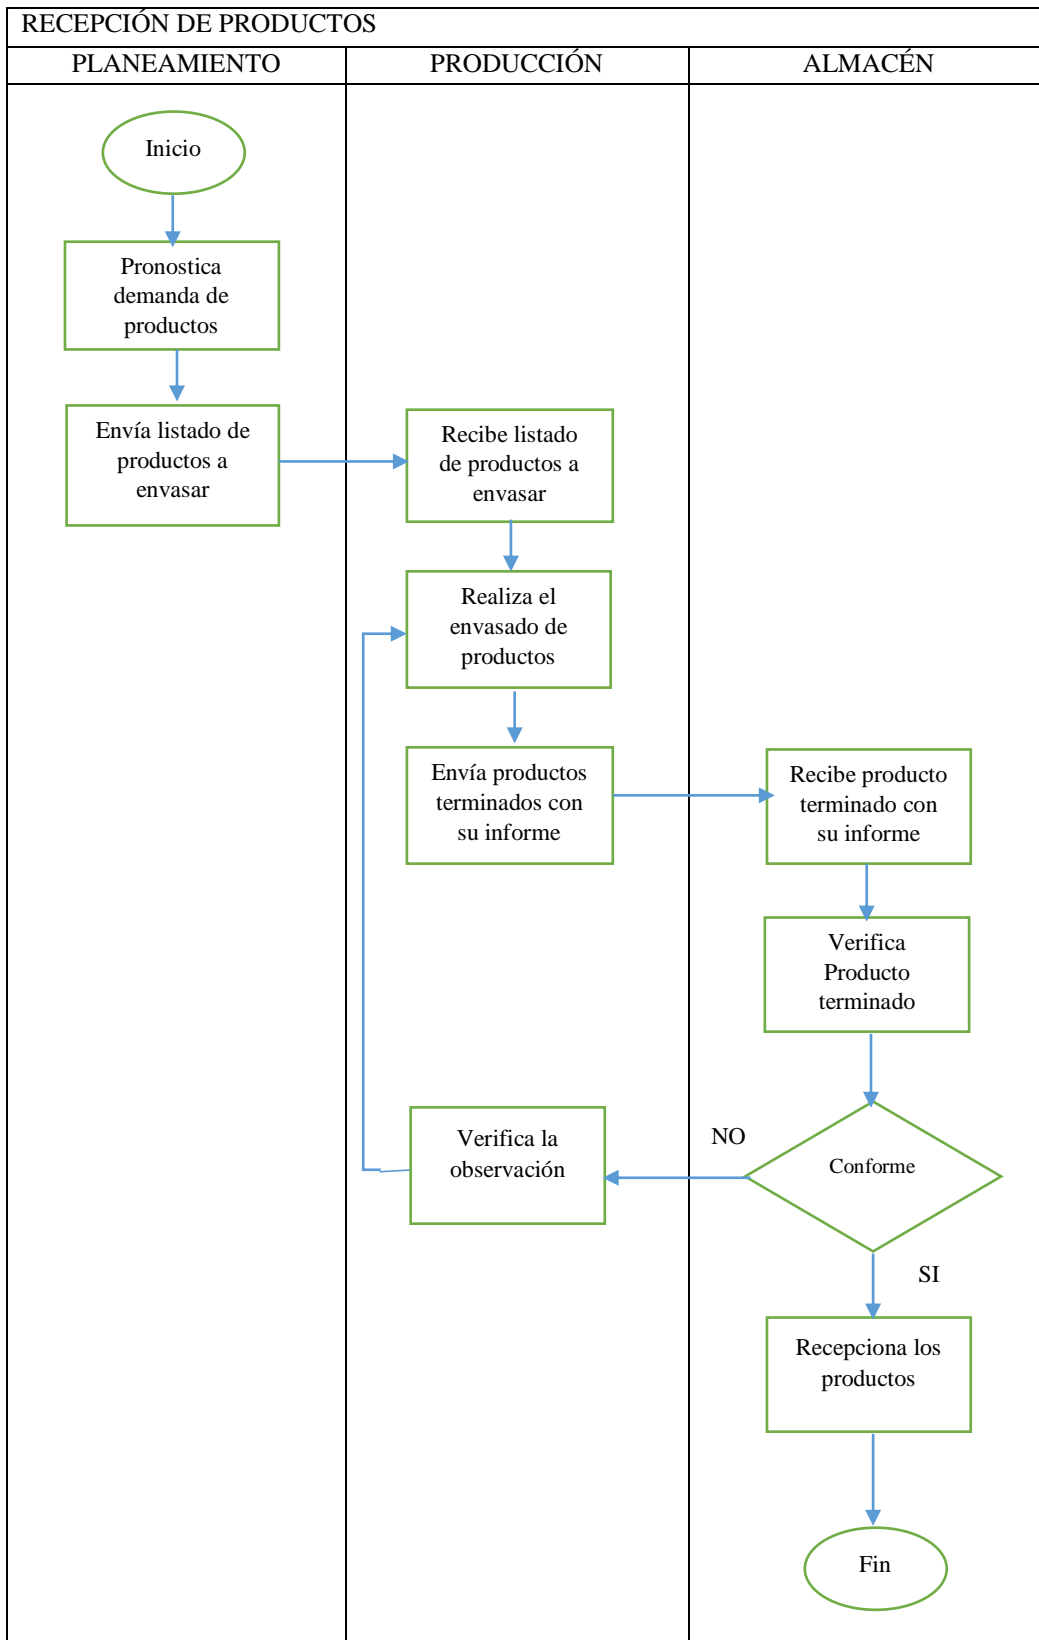 RECEPCIÓN DE PRODUCTOS
PLANEAMIENTO
PRODUCCIÓN
ALMACÉN
Inicio
Pronostica
demanda de
productos
Envía listado de
productos a
envasar
Recibe listado
de productos a
envasar
Realiza el
envasado de
productos
Envía productos
terminados con
su informe
Recibe producto
terminado con
su informe
Verifica
Producto
terminado
Conforme
NO
Verifica la
observación
SI
Recepciona los
productos
Fin